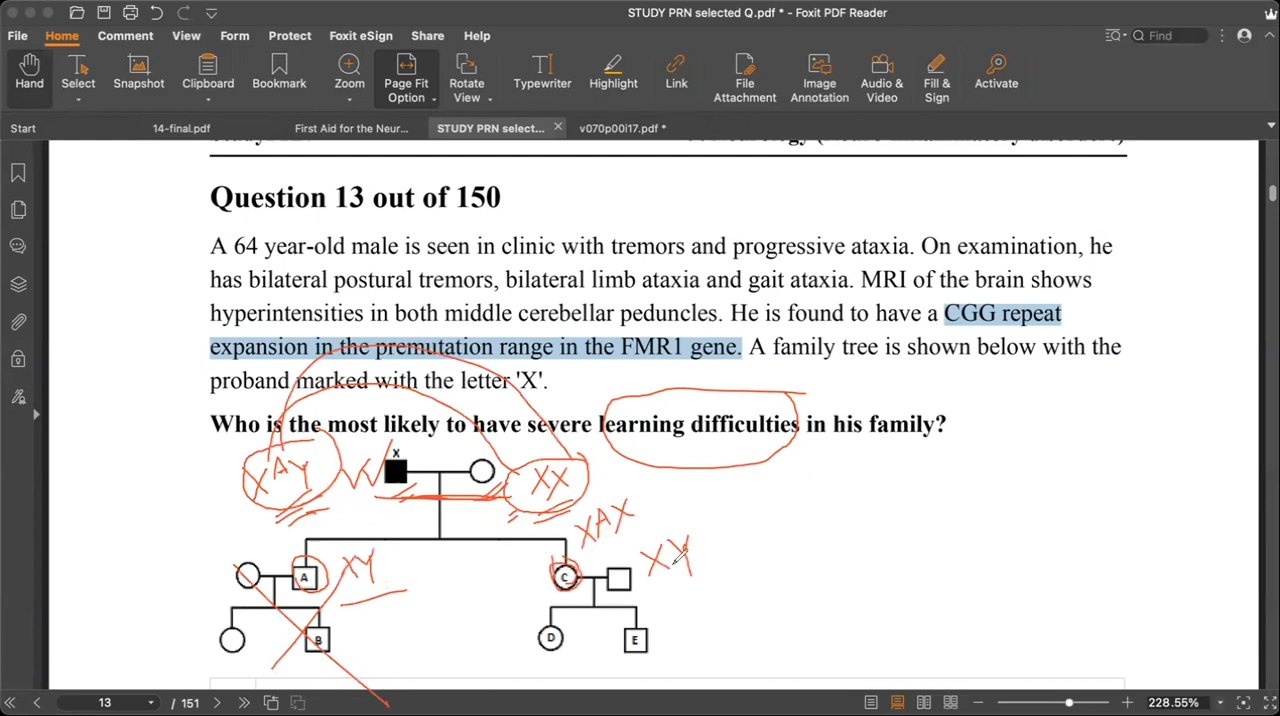 STUDY PRN selected Q.pdf * - Foxit PDF Reader
File Home Comment View Form Protect Foxit eSign Share Help Find
Hand Select Snapshot Clipboard Bookmark Zoom Page Fit Option Rotate View Typewriter Highlight Link File Attachment Image Annotation Audio & Video Fill & Sign Activate
Start 14-final.pdf First Aid for the Neur... STUDY PRN select... v070p00i17.pdf *
Question 13 out of 150
A 64 year-old male is seen in clinic with tremors and progressive ataxia. On examination, he
has bilateral postural tremors, bilateral limb ataxia and gait ataxia. MRI of the brain shows
hyperintensities in both middle cerebellar peduncles. He is found to have a CGG repeat
expansion in the premutation range in the FMR1 gene. A family tree is shown below with the
proband marked with the letter 'X'.
Who is the most likely to have severe learning difficulties in his family?
X
XAY XX
XAX
A XY C XY
B D E
13 / 151 228.55%